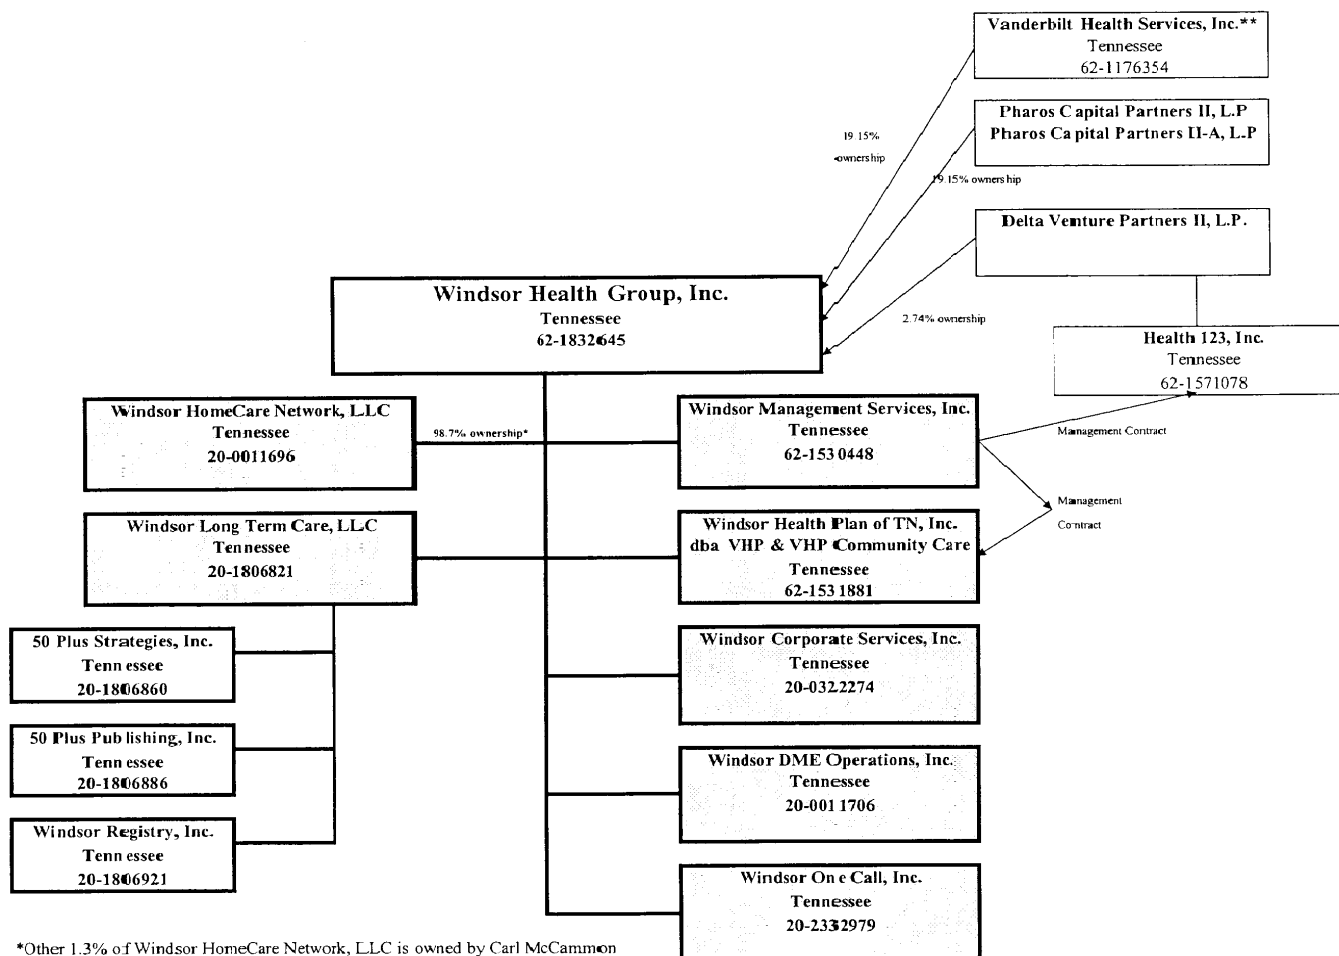 Vanderbilt Health Services, Inc.**
Tennessee
62-1176354
Pharos Capital Partners II, L.P
Pharos Capital Partners II-A, L.P
19.15%
ownership
19.15% ownership
Delta Venture Partners II, L.P.
2.74% ownership
Windsor Health Group, Inc.
Tennessee
62-1832645
Health 123, Inc.
Tennessee
62-1571078
Windsor HomeCare Network, LLC
Tennessee
20-0011696
98.7% ownership*
Windsor Management Services, Inc.
Tennessee
62-1530448
Management Contract
Management
Contract
Windsor Long Term Care, LLC
Tennessee
20-1806821
Windsor Health Plan of TN, Inc.
dba VHP & VHP Community Care
Tennessee
62-1531881
50 Plus Strategies, Inc.
Tennessee
20-1806860
Windsor Corporate Services, Inc.
Tennessee
20-0322274
50 Plus Publishing, Inc.
Tennessee
20-1806886
Windsor DME Operations, Inc.
Tennessee
20-0011706
Windsor Registry, Inc.
Tennessee
20-1806921
Windsor One Call, Inc.
Tennessee
20-2332979
*Other 1.3% of Windsor HomeCare Network, LLC is owned by Carl McCammon